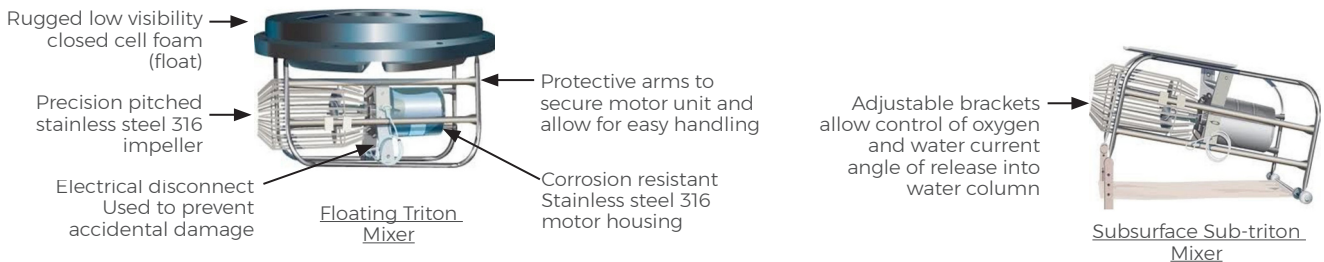 Rugged low visibility
closed cell foam
(float)
Precision pitched
stainless steel 316
impeller
Electrical disconnect
Used to prevent
accidental damage
Floating Triton
Mixer
Protective arms to
secure motor unit and
allow for easy handling
Corrosion resistant
Stainless steel 316
motor housing
Adjustable brackets
allow control of oxygen
and water current
angle of release into
water column
Subsurface Sub-triton
Mixer